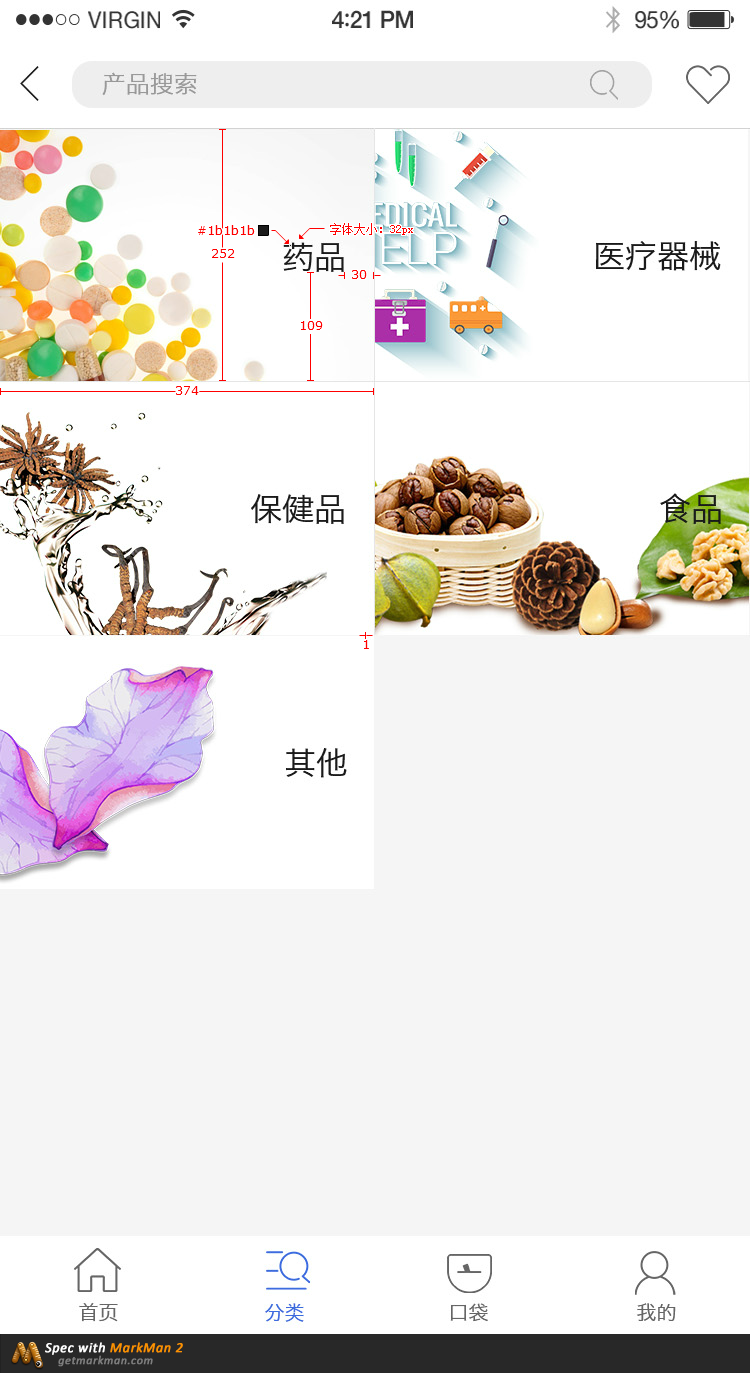 VIRGIN 4:21 PM 95%
产品搜索
#1b1b1b
字体大小: 32px
252
药品
30
109
374
EDICAL
ELP
医疗器械
保健品
食品
1
其他
首页
分类
口袋
我的
Spec with MarkMan 2
getmarkman.com